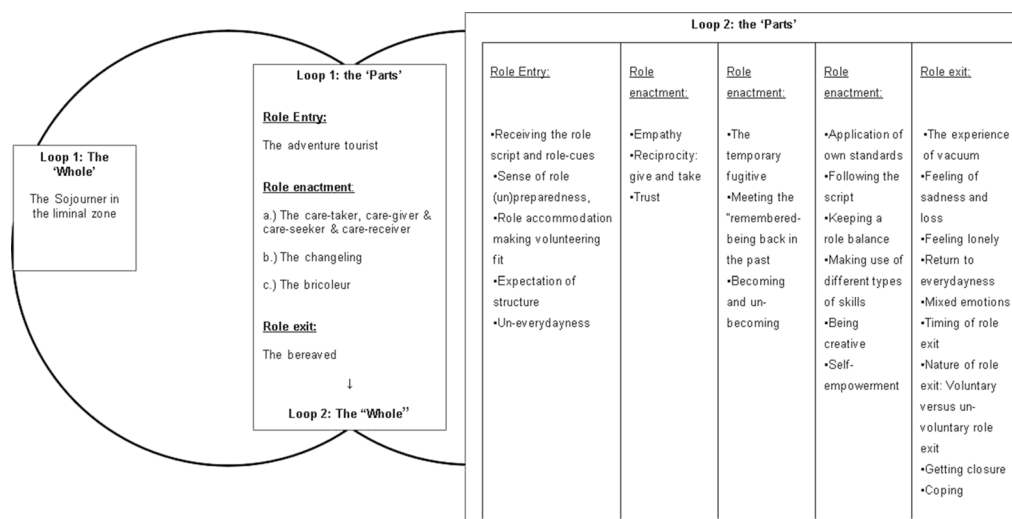 Loop 1: The
'Whole'
The Sojourner in
the liminal zone
Loop 1: the 'Parts'
Role Entry:
The adventure tourist
Role enactment:
a.) The care-taker, care-giver &
care-seeker & care-receiver
b.) The changeling
c.) The bricoleur
Role exit:
The bereaved
↓
Loop 2: The "Whole"
Loop 2: the 'Parts'
Role Entry:
•Receiving the role
script and role-cues
•Sense of role
(un)preparedness,
•Role accommodation
making volunteering
fit
•Expectation of
structure
•Un-everydayness
Role
enactment:
•Empathy
•Reciprocity:
give and take
•Trust
Role
enactment:
•The
temporary
fugitive
•Meeting the
"remembered-
being back in
the past
•Becoming
and un-
becoming
Role
enactment:
•Application of
own standards
•Following the
script
•Keeping a
role balance
•Making use of
different types
of skills
•Being
creative
•Self-
empowerment
Role exit:
•The experience
of vacuum
•Feeling of
sadness and
loss
•Feeling lonely
•Return to
everydayness
•Mixed emotions
•Timing of role
exit
•Nature of role
exit: Voluntary
versus un-
voluntary role
exit
•Getting closure
•Coping